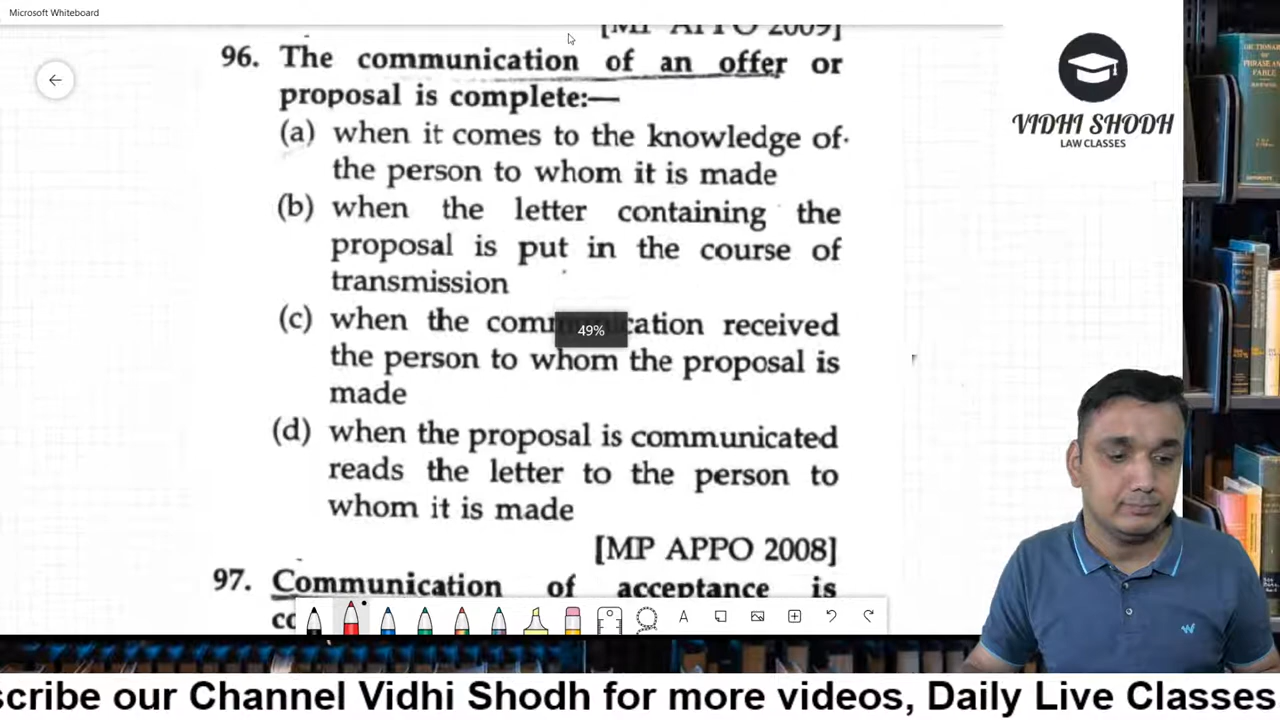 Microsoft Whiteboard
[MP APPO 2009]
96. The communication of an offer or
proposal is complete:—
(a) when it comes to the knowledge of
the person to whom it is made
(b) when the letter containing the
proposal is put in the course of
transmission
(c) when the communication received
the person to whom the proposal is
made
(d) when the proposal is communicated
reads the letter to the person to
whom it is made
[MP APPO 2008]
97. Communication of acceptance is
49%
VIDHI SHODH
LAW CLASSES
scribe our Channel Vidhi Shodh for more videos, Daily Live Classes